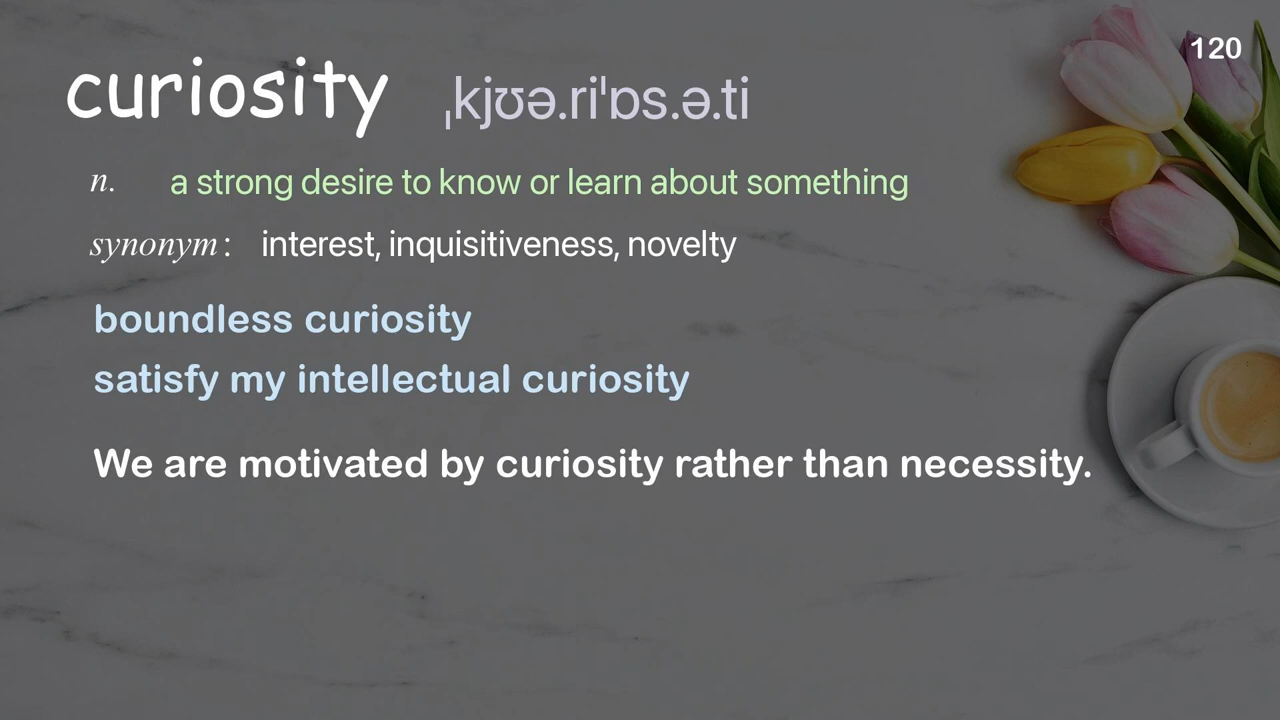 120
curiosity ˌkjʊə.riˈɒs.ə.ti
n. a strong desire to know or learn about something
synonym: interest, inquisitiveness, novelty
boundless curiosity
satisfy my intellectual curiosity
We are motivated by curiosity rather than necessity.